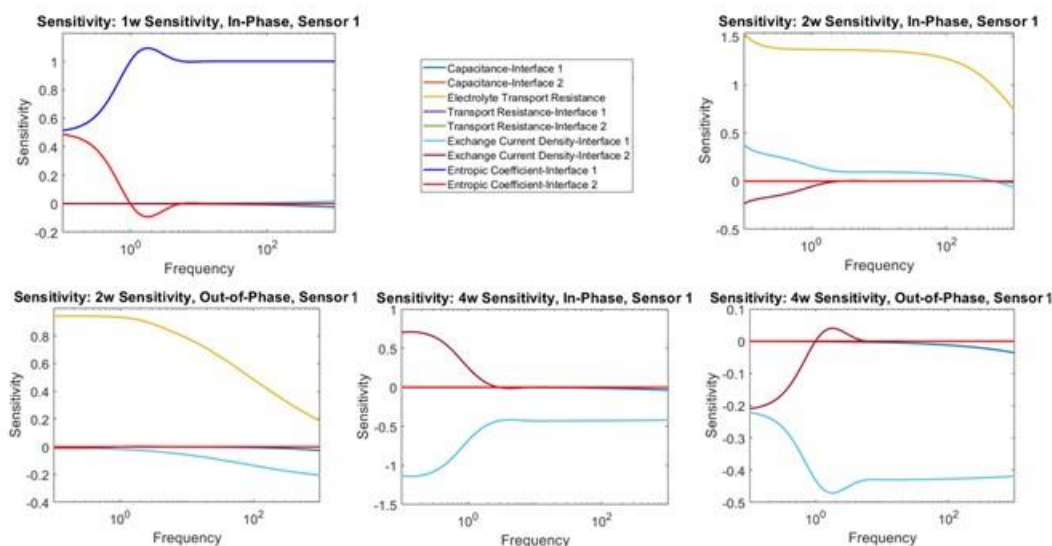 Sensitivity: 1w Sensitivity, In-Phase, Sensor 1
1
0.8
0.6
0.4
0.2
0
-0.2
Sensitivity
10^0
10^2
Frequency
Capacitance-Interface 1
Capacitance-Interface 2
Electrolyte Transport Resistance
Transport Resistance-Interface 1
Transport Resistance-Interface 2
Exchange Current Density-Interface 1
Exchange Current Density-Interface 2
Entropic Coefficient-Interface 1
Entropic Coefficient-Interface 2
Sensitivity: 2w Sensitivity, In-Phase, Sensor 1
1.5
1
0.5
0
-0.5
Sensitivity
10^0
10^2
Frequency
Sensitivity: 2w Sensitivity, Out-of-Phase, Sensor 1
0.8
0.6
0.4
0.2
0
-0.2
-0.4
Sensitivity
10^0
10^2
Frequency
Sensitivity: 4w Sensitivity, In-Phase, Sensor 1
1
0.5
0
-0.5
-1
-1.5
Sensitivity
10^0
10^2
Frequency
Sensitivity: 4w Sensitivity, Out-of-Phase, Sensor 1
0.1
0
-0.1
-0.2
-0.3
-0.4
-0.5
Sensitivity
10^0
10^2
Frequency